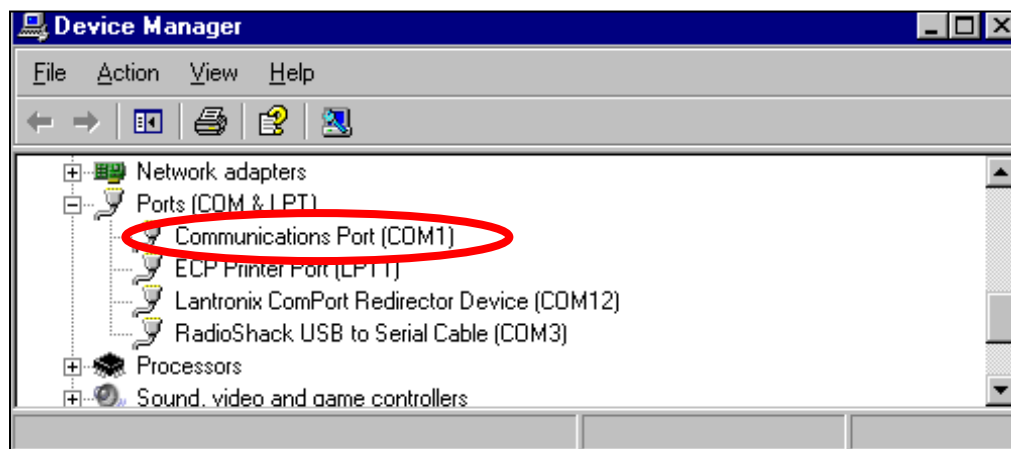 Device Manager
File Action View Help
Network adapters
Ports (COM & LPT)
Communications Port (COM1)
ECP Printer Port (LPT1)
Lantronix ComPort Redirector Device (COM12)
RadioShack USB to Serial Cable (COM3)
Processors
Sound, video and game controllers